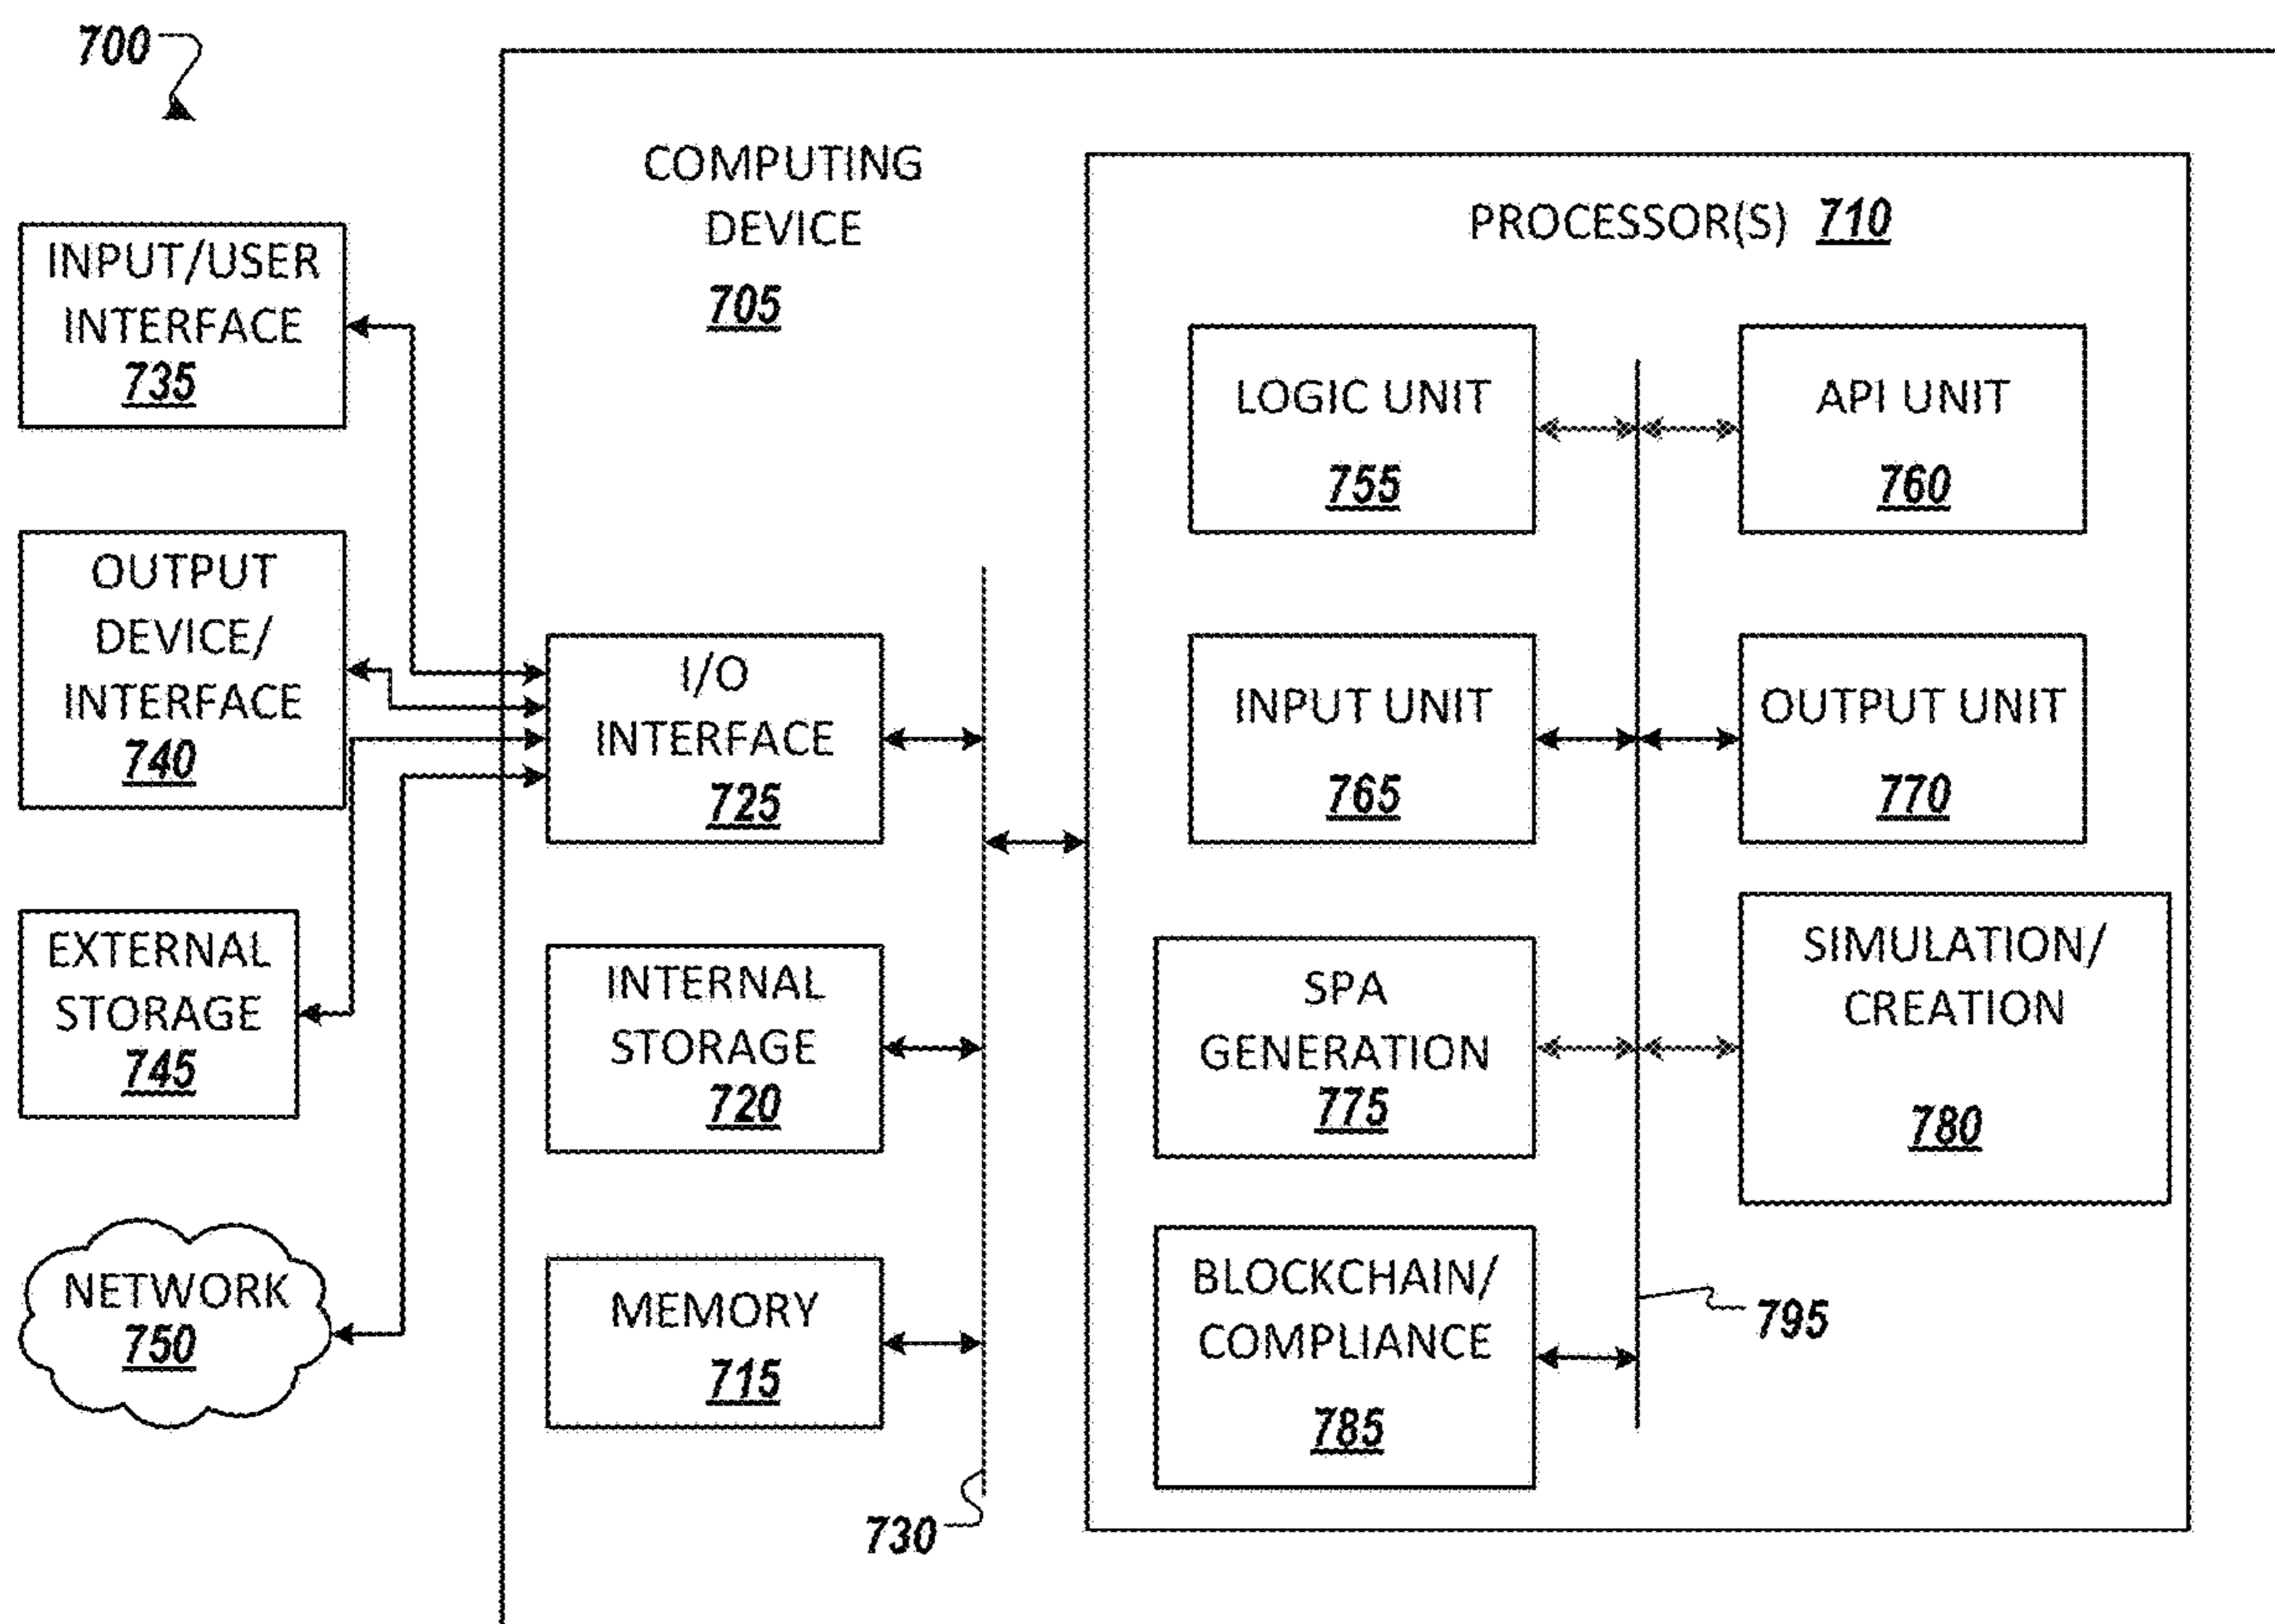 700
COMPUTING
DEVICE
705
PROCESSOR(S) 710
INPUT/USER
INTERFACE
735
OUTPUT
DEVICE/
INTERFACE
740
EXTERNAL
STORAGE
745
NETWORK
750
I/O
INTERFACE
725
INTERNAL
STORAGE
720
MEMORY
715
730
LOGIC UNIT
755
API UNIT
760
INPUT UNIT
765
OUTPUT UNIT
770
SPA
GENERATION
775
SIMULATION/
CREATION
780
BLOCKCHAIN/
COMPLIANCE
785
795